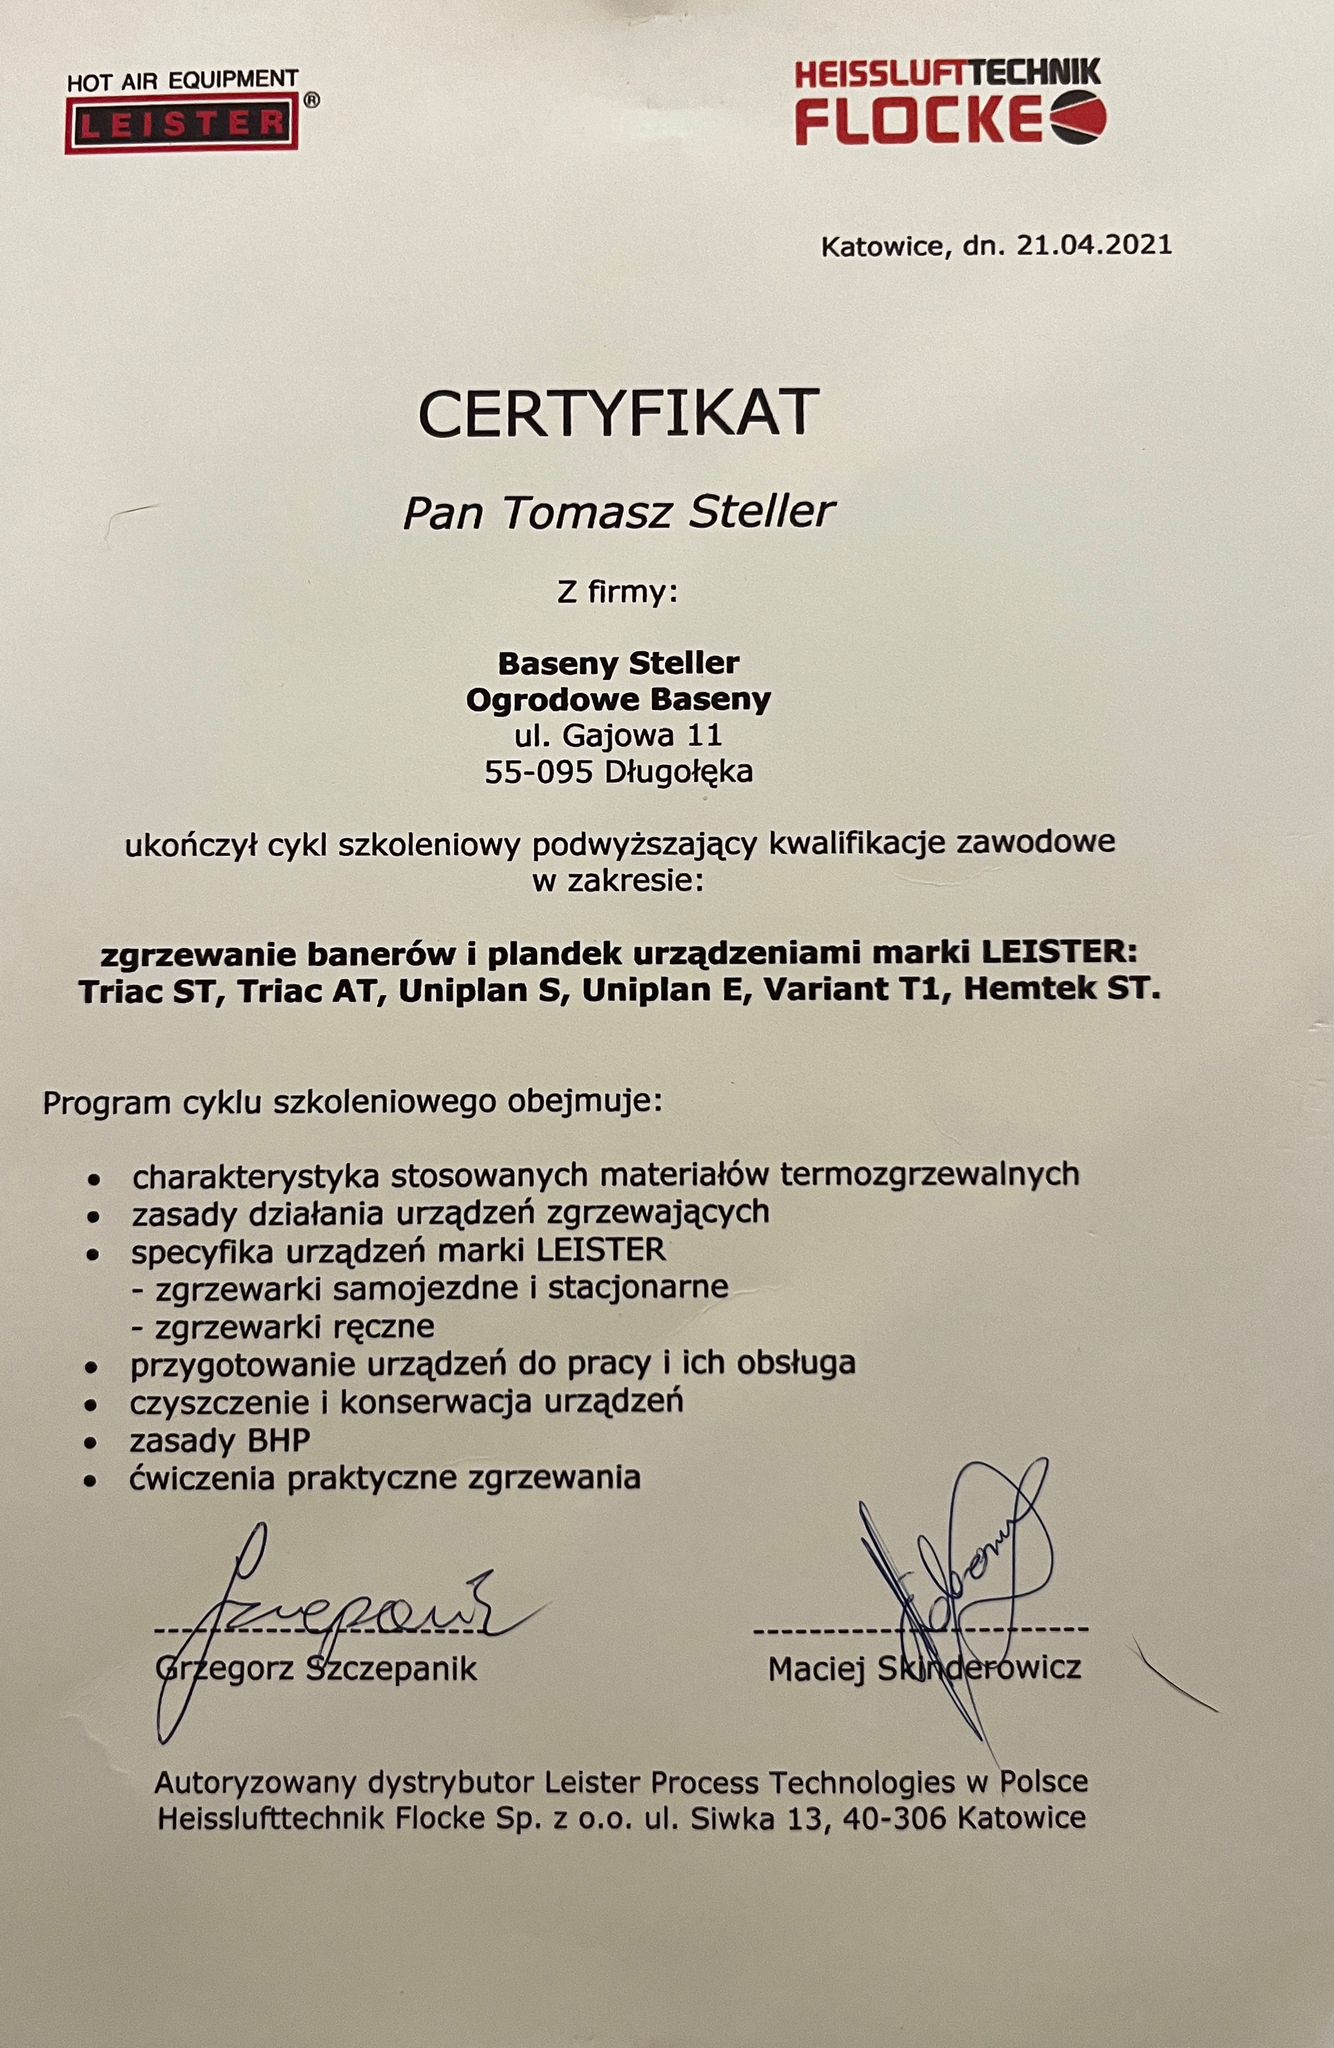 HOT AIR EQUIPMENT
LEISTER ®
HEISSLUFTTECHNIK
FLOCKE
Katowice, dn. 21.04.2021
CERTYFIKAT
Pan Tomasz Steller
Z firmy:
Baseny Steller
Ogrodowe Baseny
ul. Gajowa 11
55-095 Długołęka
ukończył cykl szkoleniowy podwyższający kwalifikacje zawodowe
w zakresie:
zgrzewanie banerów i plandek urządzeniami marki LEISTER:
Triac ST, Triac AT, Uniplan S, Uniplan E, Variant T1, Hemtek ST.
Program cyklu szkoleniowego obejmuje:
• charakterystyka stosowanych materiałów termozgrzewalnych
• zasady działania urządzeń zgrzewających
• specyfika urządzeń marki LEISTER
- zgrzewarki samojezdne i stacjonarne
- zgrzewarki ręczne
• przygotowanie urządzeń do pracy i ich obsługa
• czyszczenie i konserwacja urządzeń
• zasady BHP
• ćwiczenia praktyczne zgrzewania
Grzegorz Szczepanik
Maciej Skinderowicz
Autoryzowany dystrybutor Leister Process Technologies w Polsce
Heisslufttechnik Flocke Sp. z o.o. ul. Siwka 13, 40-306 Katowice